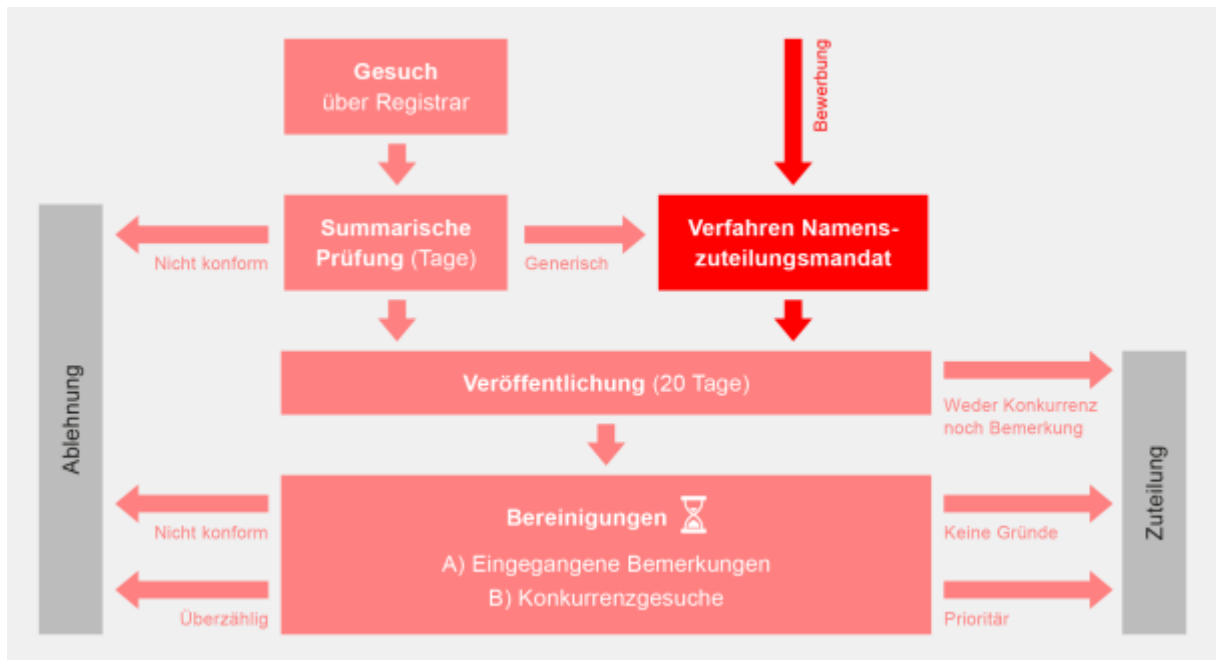 Gesuch
über Registrar
Bewerbung
Summarische
Prüfung (Tage)
Verfahren Namens-
zuteilungsmandat
Nicht konform
Generisch
Veröffentlichung (20 Tage)
Weder Konkurrenz
noch Bemerkung
Ablehnung
Zuteilung
Bereinigungen
Nicht konform
Keine Gründe
A) Eingegangene Bemerkungen
B) Konkurrenzgesuche
Überzählig
Prioritär